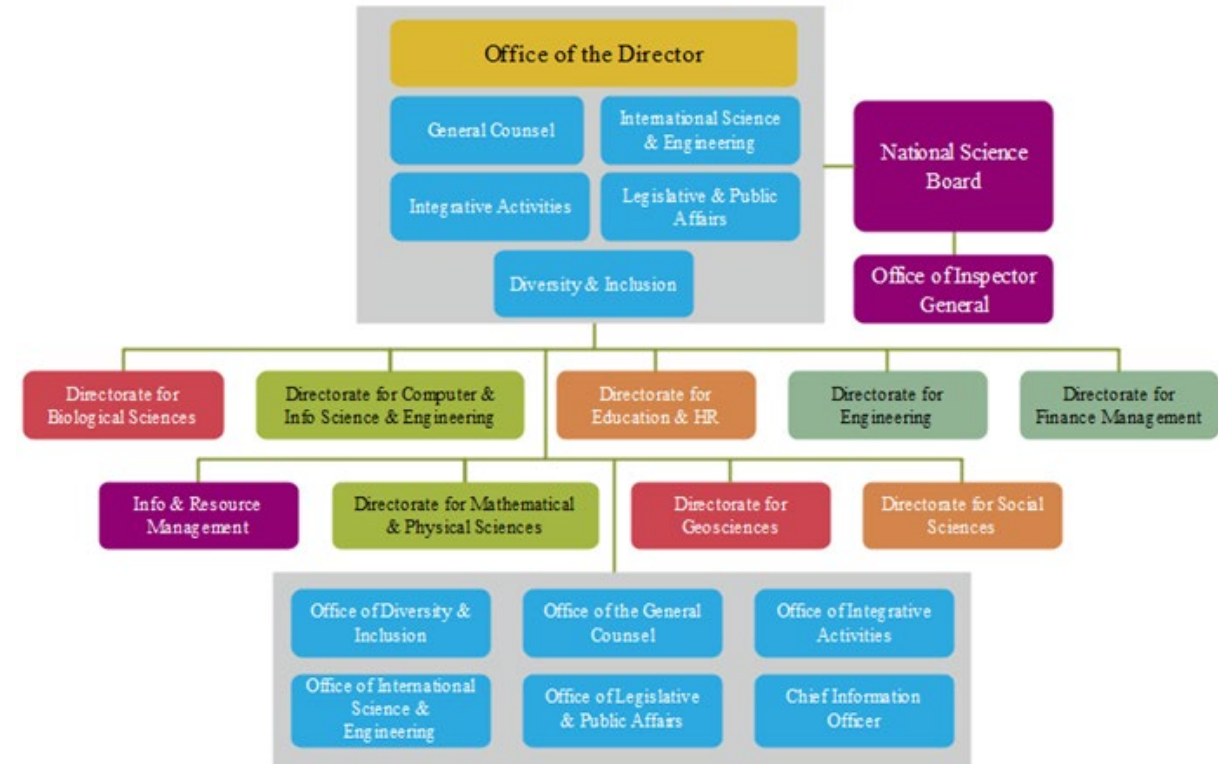 Office of the Director
General Counsel
International Science
& Engineering
Integrative Activities
Legislative & Public
Affairs
Diversity & Inclusion
National Science
Board
Office of Inspector
General
Directorate for
Biological Sciences
Directorate for Computer &
Info Science & Engineering
Directorate for
Education & HR
Directorate for
Engineering
Directorate for
Finance Management
Info & Resource
Management
Directorate for Mathematical
& Physical Sciences
Directorate for
Geosciences
Directorate for Social
Sciences
Office of Diversity &
Inclusion
Office of the General
Counsel
Office of Integrative
Activities
Office of International
Science &
Engineering
Office of Legislative
& Public Affairs
Chief Information
Officer